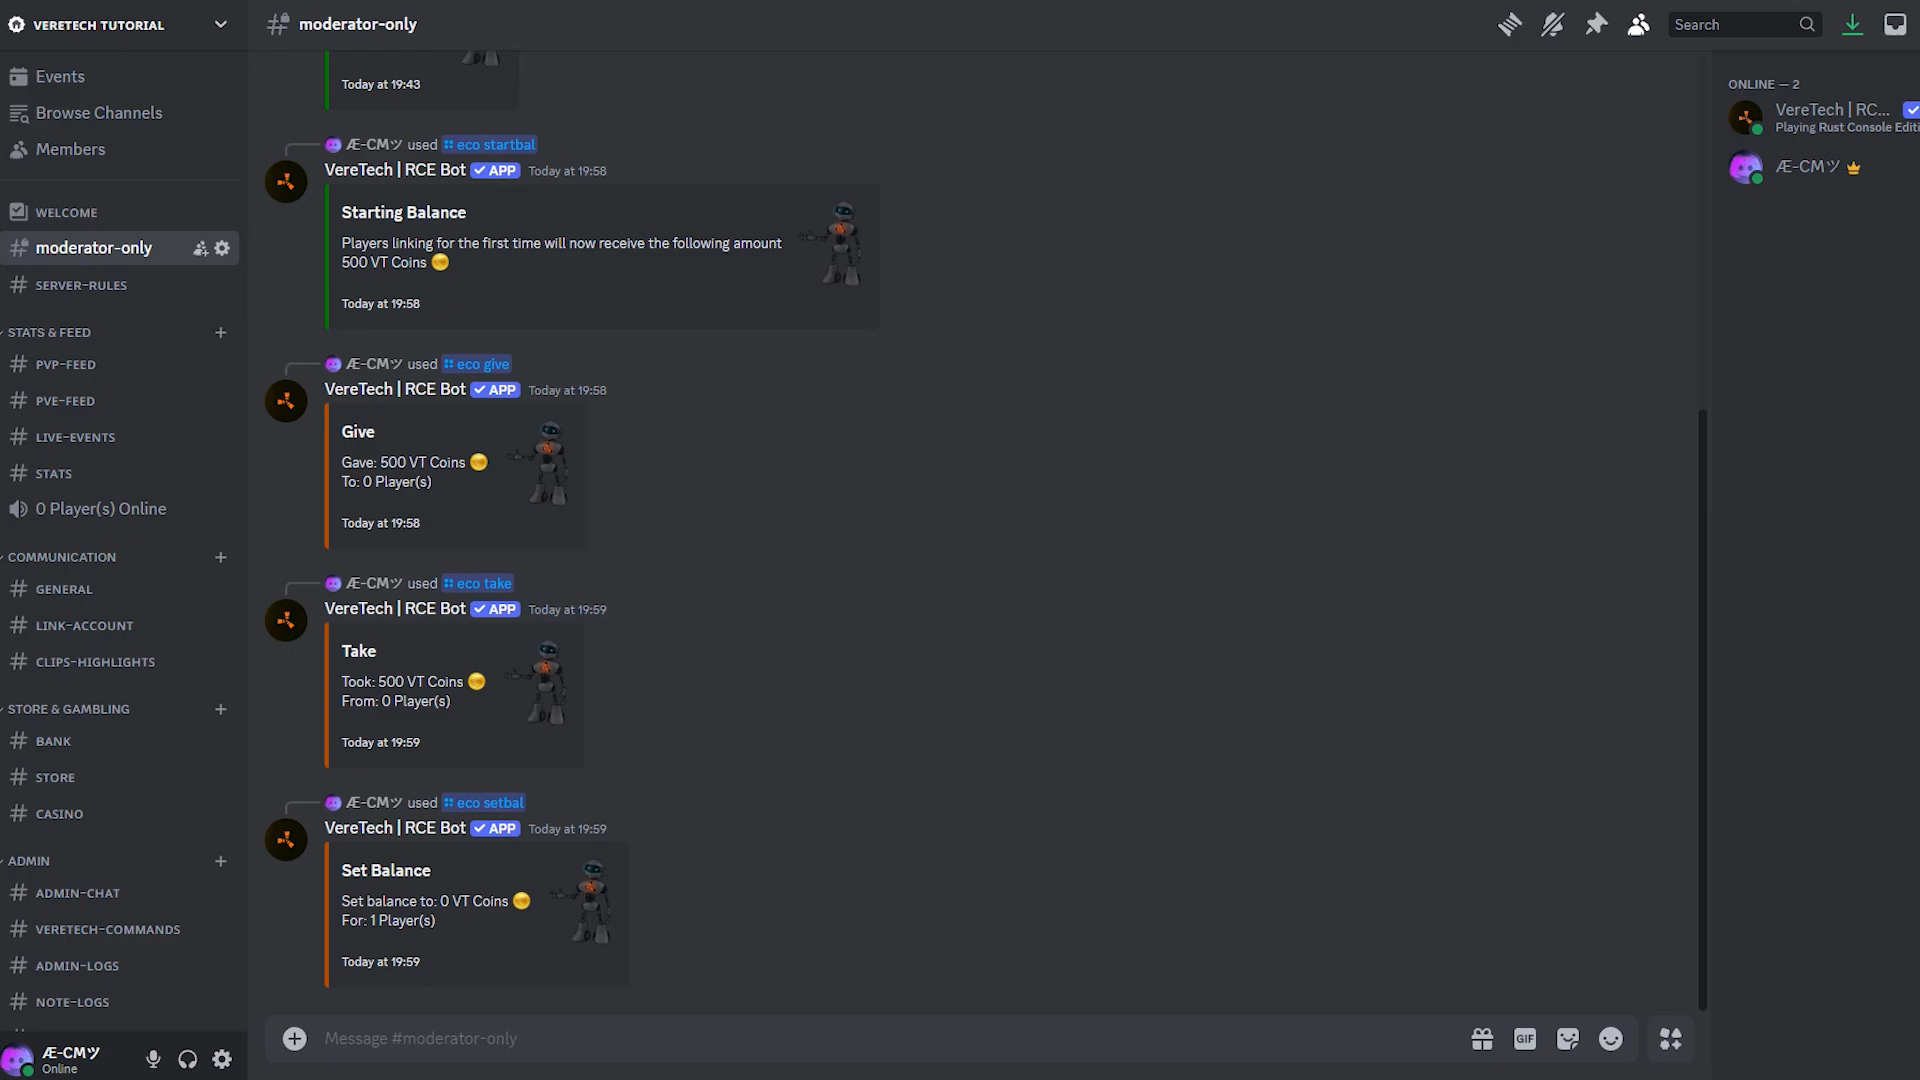 VERETECH TUTORIAL
Events
Browse Channels
Members
WELCOME
moderator-only
SERVER-RULES
STATS & FEED
PVP-FEED
PVE-FEED
LIVE-EVENTS
STATS
0 Player(s) Online
COMMUNICATION
GENERAL
LINK-ACCOUNT
CLIPS-HIGHLIGHTS
STORE & GAMBLING
BANK
STORE
CASINO
ADMIN
ADMIN-CHAT
VERETECH-COMMANDS
ADMIN-LOGS
NOTE-LOGS
Æ-CMツ
Online
moderator-only
Search
Today at 19:43
Æ-CMツ used eco startbal
VereTech | RCE Bot APP Today at 19:58
Starting Balance
Players linking for the first time will now receive the following amount
500 VT Coins
Today at 19:58
Æ-CMツ used eco give
VereTech | RCE Bot APP Today at 19:58
Give
Gave: 500 VT Coins
To: 0 Player(s)
Today at 19:58
Æ-CMツ used eco take
VereTech | RCE Bot APP Today at 19:59
Take
Took: 500 VT Coins
From: 0 Player(s)
Today at 19:59
Æ-CMツ used eco setbal
VereTech | RCE Bot APP Today at 19:59
Set Balance
Set balance to: 0 VT Coins
For: 1 Player(s)
Today at 19:59
Message #moderator-only
GIF
ONLINE — 2
VereTech | RC...
Playing Rust Console Editi
Æ-CMツ